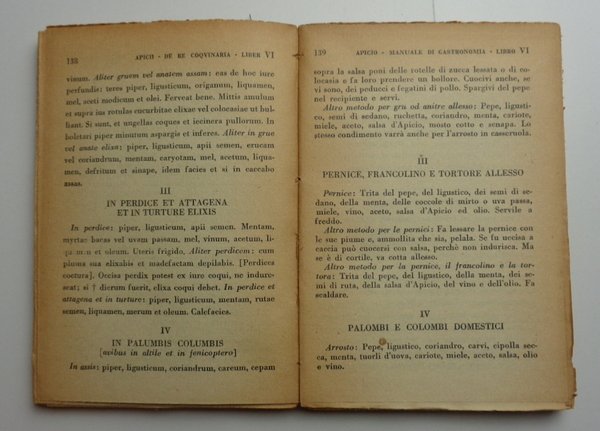 138 APICII - DE RE COQVINARIA - LIBER VI
vinum. Aliter gruem vel anatem assam: eas de hoc iure
perfundis: teres piper, ligusticum, origanum, liquamen,
mel, aceti modicum et olei. Ferveat bene. Mittis amulum
et supra ius rotulas cucurbitae elixae vel colocasiae ut bul-
liant. Si sunt, et ungellas coques et iecinera pullorum. In
boletari piper minutum aspargis et inferes. Aliter in grue
vel anate elixa: piper, ligusticum, apii semen, erucam
vel coriandrum, mentam, caryotam, mel, acetum, liqua-
men, defritum et sinape, idem facies et si in caccabo
assas.
III
IN PERDICE ET ATTAGENA
ET IN TURTURE ELIXIS
In perdice: piper, ligusticum, apii semen. Mentam,
myrtae bacas vel uvam passam. mel, vinum, acetum, li-
quamen et oleum. Uteris frigido. Aliter perdicem: cum
pluma sua elixabis et madefactam depilabis. [Perdices
coctura]. Occisa perdix potest ex iure coqui, ne indure-
scat; si † dierum fuerit, elixa coqui debet. In perdice et
attagena et in turture: piper, ligusticum, mentam, rutae
semen, liquamen, merum et oleum. Calefacies.
IV
IN PALUMBIS COLUMBIS
[avibus in altile et in fenicoptero]
In assis: piper, ligusticum, coriandrum, careum, cepam
139 APICIO - MANUALE DI GASTRONOMIA - LIBRO VI
sopra la salsa poni delle rotelle di zucca lessata o di
colocasia e fa loro prendere un bollore. Cuocivi anche, se
vi sono, dei peducci e fegatini di pollo. Spargivi del pepe
nel recipiente e servi.
Altro metodo per gru od anitre allesso: Pepe, ligusti-
co, semi di sedano, ruchetta, coriandro, menta, cariote,
miele, aceto, salsa d'Apicio, mosto cotto e senapa. Lo
stesso condimento varrà anche per l'arrosto in casseruola.
III
PERNICE, FRANCOLINO E TORTORE ALLESSO
Pernice: Trita del pepe, del ligustico, dei semi di se-
dano, della menta, delle coccole di mirto o uva passa,
miele, vino, aceto, salsa d'Apicio ed olio. Servile a
freddo.
Altro metodo per le pernici: Fa lessare la pernice con
le sue piume e, ammollita che sia, pelala. Se fu uccisa a
caccia può cuocersi con salsa, perchè non indurisca. Ma
se è di cortile, va cotta allesso.
Altro metodo per la pernice, il francolino e la tor-
tora: Trita del pepe, del ligustico, della menta, dei se-
mi di ruta, della salsa d'Apicio, del vino e dell'olio. Fa
scaldare.
IV
PALOMBI E COLOMBI DOMESTICI
Arrosto: Pepe, ligustico, coriandro, carvi, cipolla sec-
ca, menta, tuorli d'uova, cariote, miele, aceto, salsa, olio
e vino.